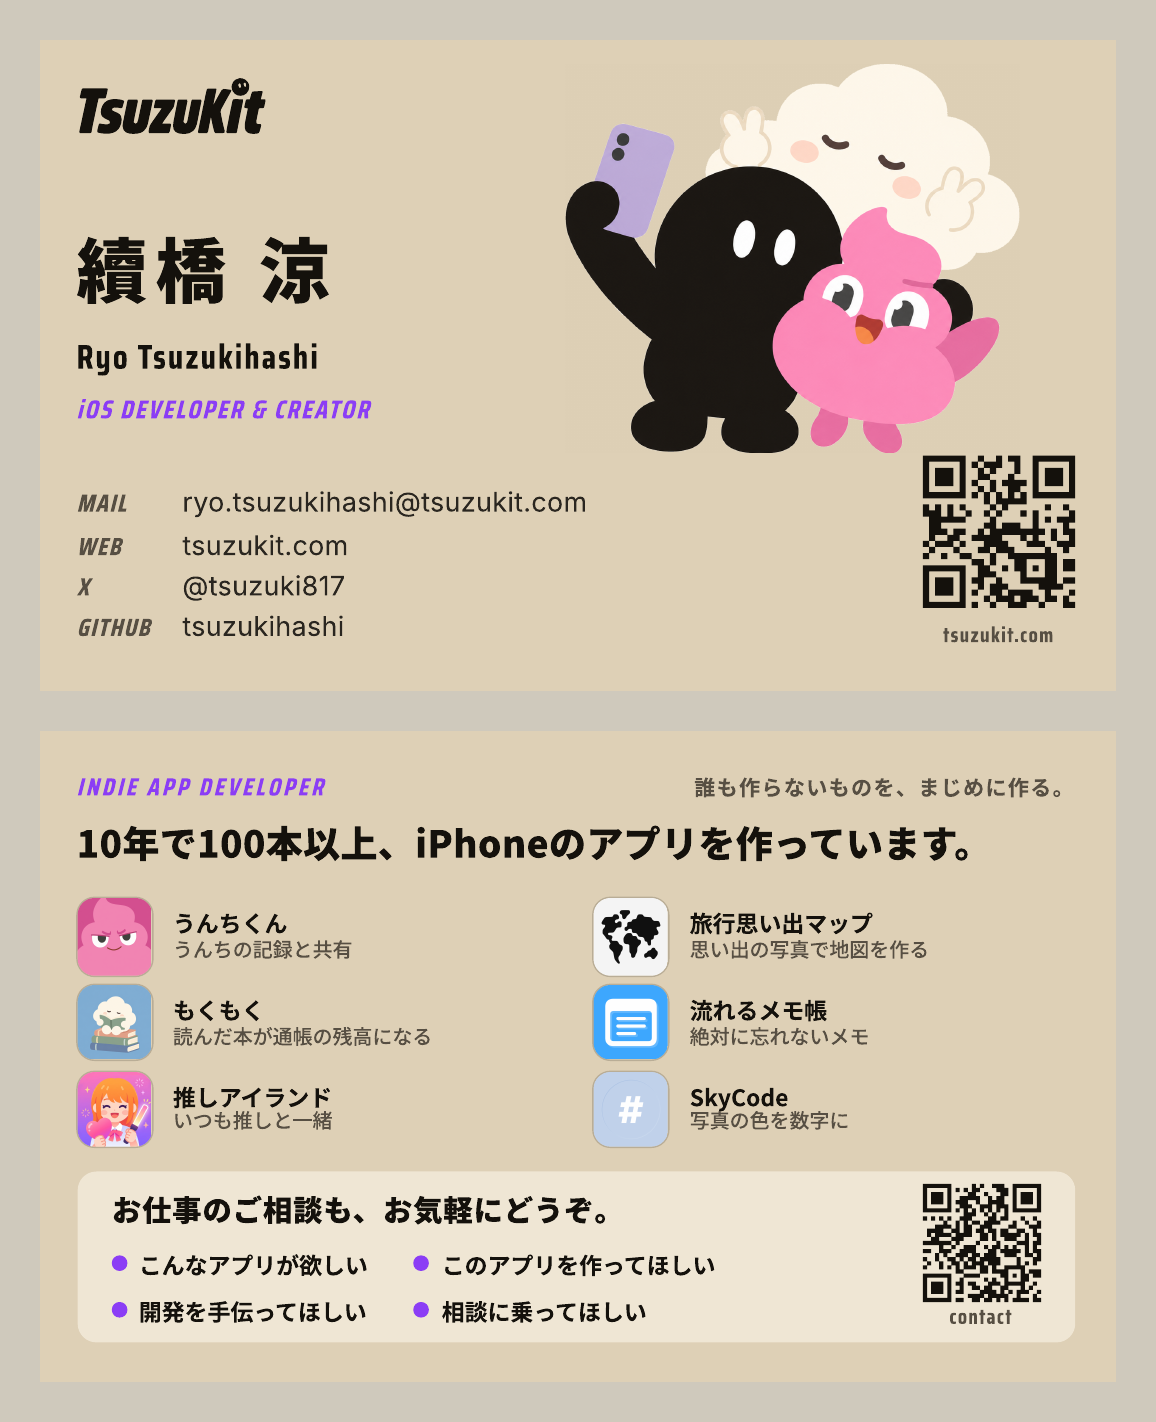 TsuzuKit
續橋 涼
Ryo Tsuzukihashi
iOS DEVELOPER & CREATOR
MAIL ryo.tsuzukihashi@tsuzukit.com
WEB tsuzukit.com
X @tsuzuki817
GITHUB tsuzukihashi
tsuzukit.com
INDIE APP DEVELOPER
誰も作らないものを、まじめに作る。
10年で100本以上、iPhoneのアプリを作っています。
うんちくん
うんちの記録と共有
旅行思い出マップ
思い出の写真で地図を作る
もくもく
読んだ本が通帳の残高になる
流れるメモ帳
絶対に忘れないメモ
推しアイランド
いつも推しと一緒
#
SkyCode
写真の色を数字に
お仕事のご相談も、お気軽にどうぞ。
こんなアプリが欲しい
このアプリを作ってほしい
開発を手伝ってほしい
相談に乗ってほしい
contact